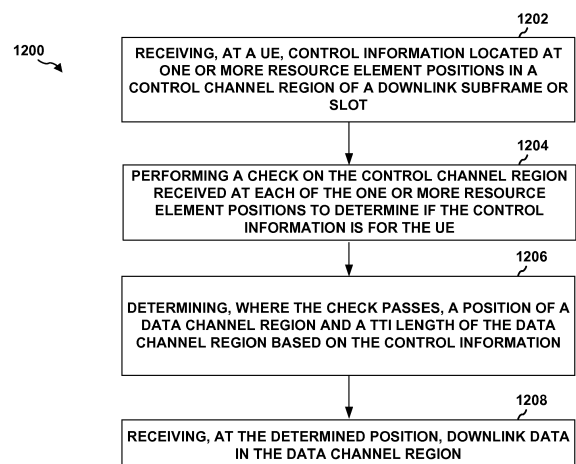 1200
1202
RECEIVING, AT A UE, CONTROL INFORMATION LOCATED AT
ONE OR MORE RESOURCE ELEMENT POSITIONS IN A
CONTROL CHANNEL REGION OF A DOWNLINK SUBFRAME OR
SLOT
1204
PERFORMING A CHECK ON THE CONTROL CHANNEL REGION
RECEIVED AT EACH OF THE ONE OR MORE RESOURCE
ELEMENT POSITIONS TO DETERMINE IF THE CONTROL
INFORMATION IS FOR THE UE
1206
DETERMINING, WHERE THE CHECK PASSES, A POSITION OF A
DATA CHANNEL REGION AND A TTI LENGTH OF THE DATA
CHANNEL REGION BASED ON THE CONTROL INFORMATION
1208
RECEIVING, AT THE DETERMINED POSITION, DOWNLINK DATA
IN THE DATA CHANNEL REGION